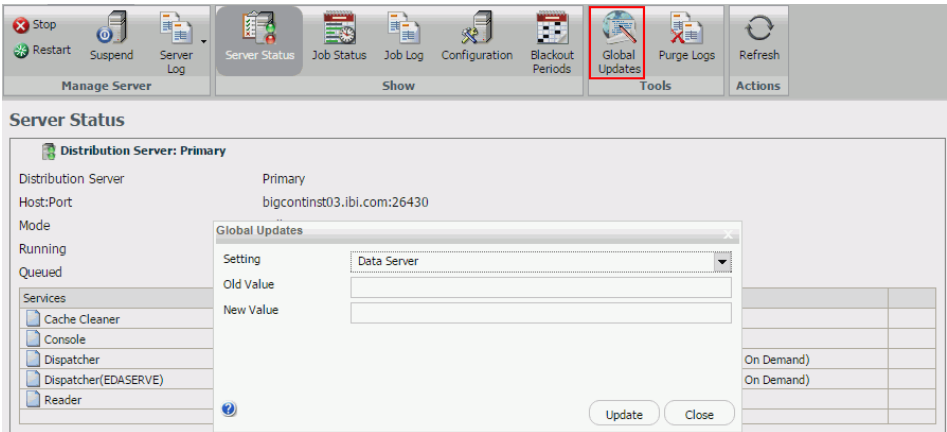 Stop
Restart
Suspend
Server Log
Manage Server
Server Status
Job Status
Job Log
Configuration
Blackout Periods
Show
Global Updates
Purge Logs
Tools
Refresh
Actions
Server Status
Distribution Server: Primary
Distribution Server Primary
Host:Port bigcontinst03.ibi.com:26430
Mode
Running
Queued
Services
Cache Cleaner
Console
Dispatcher On Demand)
Dispatcher(EDASERVE) On Demand)
Reader
Global Updates
Setting Data Server
Old Value
New Value
Update Close